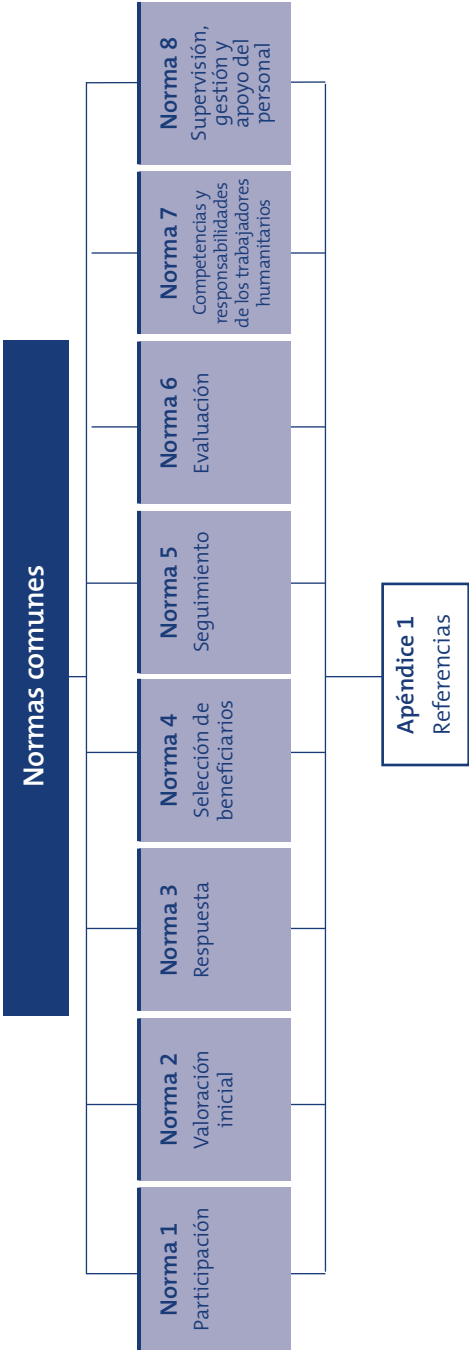 Normas comunes
Norma 1
Participación
Norma 2
Valoración
inicial
Norma 3
Respuesta
Norma 4
Selección de
beneficiarios
Norma 5
Seguimiento
Norma 6
Evaluación
Norma 7
Competencias y
responsabilidades
de los trabajadores
humanitarios
Norma 8
Supervisión,
gestión y
apoyo del
personal
Apéndice 1
Referencias